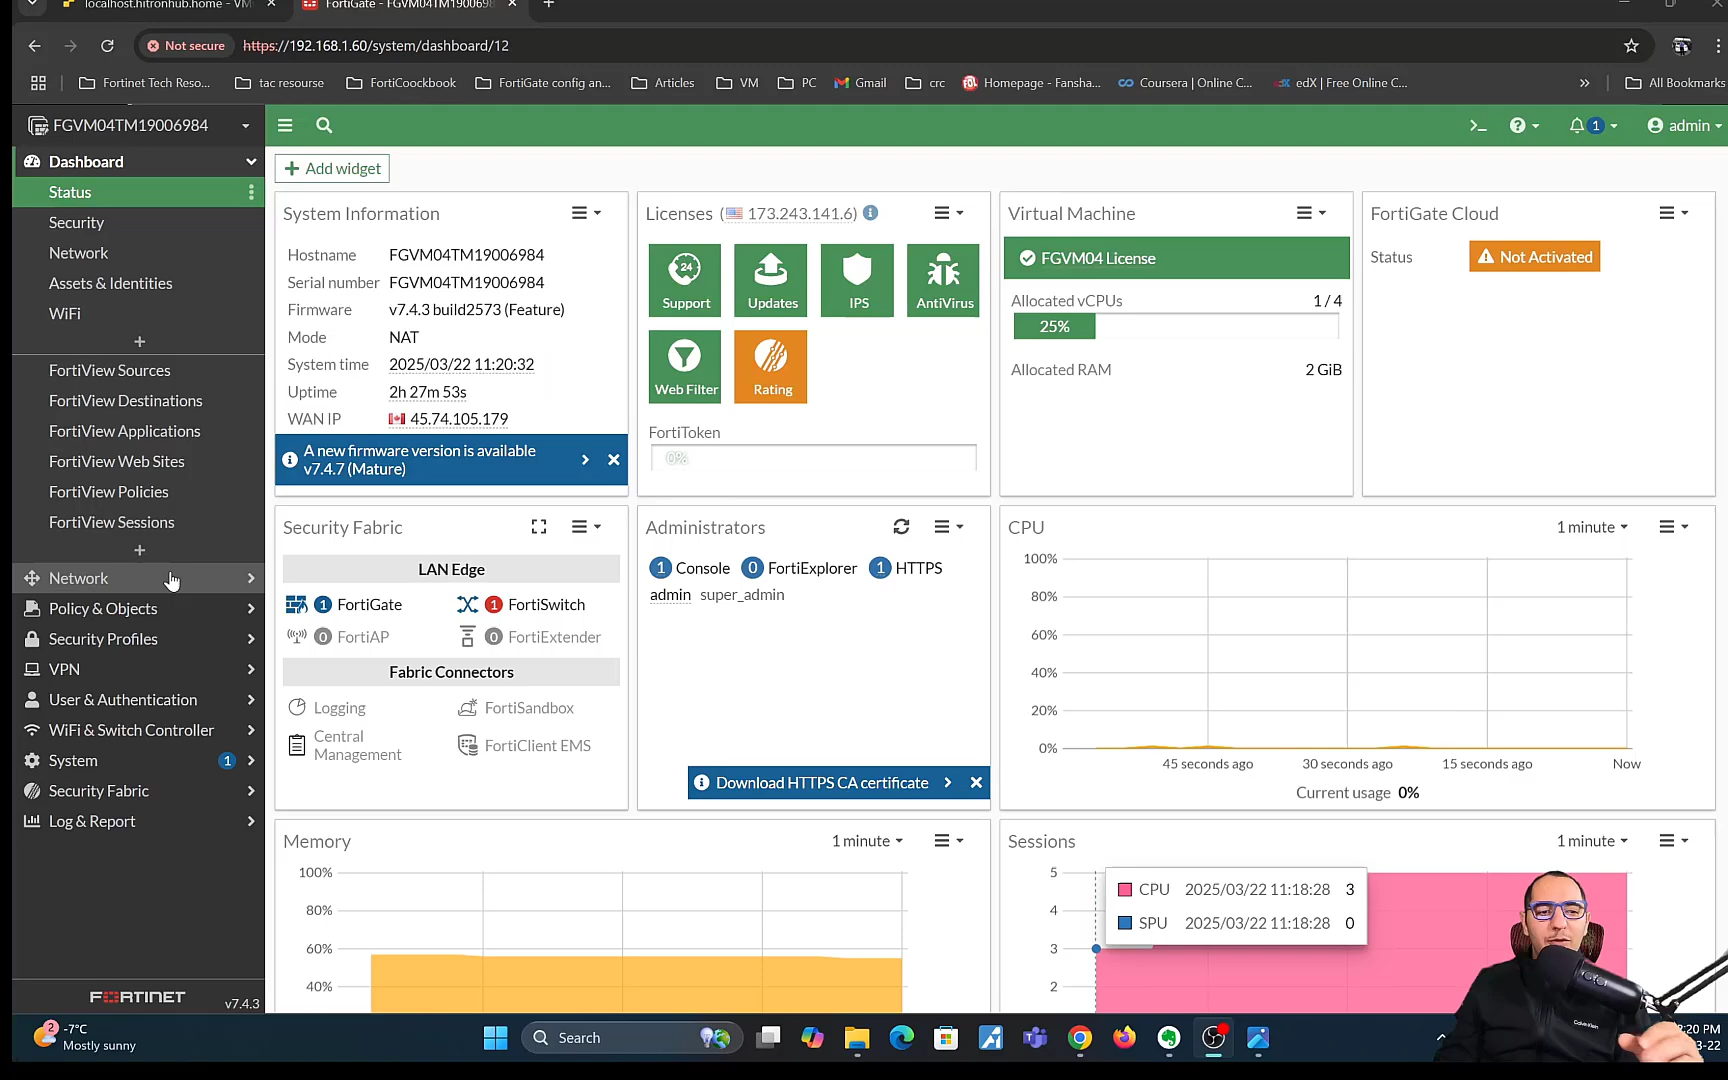 localhost.hitronhub.home - VM
FortiGate - FGVM04TM1900698
Not secure https://192.168.1.60/system/dashboard/12
Fortinet Tech Reso... tac resourse FortiCoockbook FortiGate config an... Articles VM PC Gmail crc Homepage - Fansha... Coursera | Online C... edX | Free Online C... » All Bookmarks
FGVM04TM19006984
>_ ? 1 admin
Dashboard
Status
Security
Network
Assets & Identities
WiFi
+
FortiView Sources
FortiView Destinations
FortiView Applications
FortiView Web Sites
FortiView Policies
FortiView Sessions
+
Network
Policy & Objects
Security Profiles
VPN
User & Authentication
WiFi & Switch Controller
System 1
Security Fabric
Log & Report
FORTINET v7.4.3
+ Add widget
System Information
Hostname FGVM04TM19006984
Serial number FGVM04TM19006984
Firmware v7.4.3 build2573 (Feature)
Mode NAT
System time 2025/03/22 11:20:32
Uptime 2h 27m 53s
WAN IP 45.74.105.179
A new firmware version is available
v7.4.7 (Mature)
Licenses (173.243.141.6)
24
Support Updates IPS AntiVirus
Web Filter Rating
FortiToken
0%
Virtual Machine
FGVM04 License
Allocated vCPUs 1 / 4
25%
Allocated RAM 2 GiB
FortiGate Cloud
Status Not Activated
Security Fabric
LAN Edge
1 FortiGate 1 FortiSwitch
0 FortiAP 0 FortiExtender
Fabric Connectors
Logging FortiSandbox
Central
Management
FortiClient EMS
Administrators
1 Console 0 FortiExplorer 1 HTTPS
admin super_admin
Download HTTPS CA certificate
CPU 1 minute
100%
80%
60%
40%
20%
0%
45 seconds ago 30 seconds ago 15 seconds ago Now
Current usage 0%
Memory 1 minute
100%
80%
60%
40%
Sessions 1 minute
5
4
3
2
CPU 2025/03/22 11:18:28 3
SPU 2025/03/22 11:18:28 0
Calvin Klein
2
-7°C
Mostly sunny
Search
:20 PM
3-22